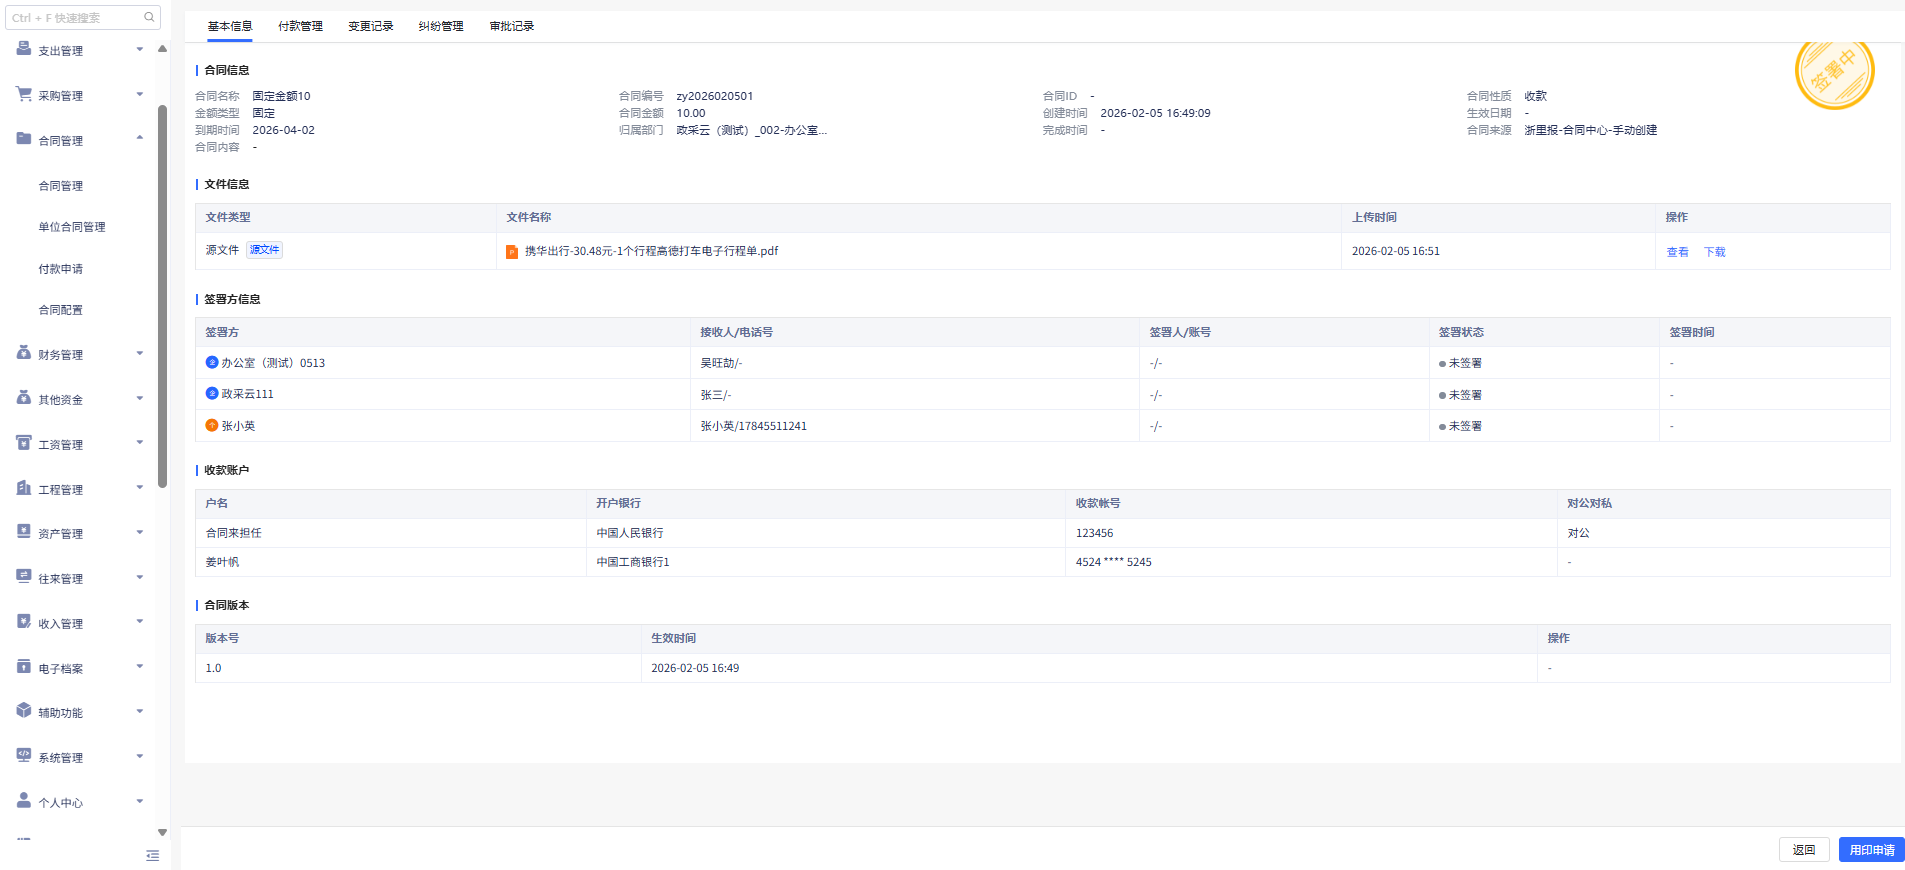 Ctrl + F 快速搜索
支出管理
采购管理
合同管理
合同管理
单位合同管理
付款申请
合同配置
财务管理
其他资金
工资管理
工程管理
资产管理
往来管理
收入管理
电子档案
辅助功能
系统管理
个人中心
基本信息 付款管理 变更记录 纠纷管理 审批记录
签署中
合同信息
合同名称 固定金额10 合同编号 zy2026020501 合同ID - 合同性质 收款
金额类型 固定 合同金额 10.00 创建时间 2026-02-05 16:49:09 生效日期 -
到期时间 2026-04-02 归属部门 政采云（测试）_002-办公室... 完成时间 - 合同来源 浙里报-合同中心-手动创建
合同内容 -
文件信息
文件类型 文件名称 上传时间 操作
源文件 源文件 携华出行-30.48元-1个行程高德打车电子行程单.pdf 2026-02-05 16:51 查看 下载
签署方信息
签署方 接收人/电话号 签署人/账号 签署状态 签署时间
企 办公室（测试）0513 吴旺劼/- -/- 未签署 -
企 政采云111 张三/- -/- 未签署 -
个 张小英 张小英/17845511241 -/- 未签署 -
收款账户
户名 开户银行 收款帐号 对公对私
合同来担任 中国人民银行 123456 对公
姜叶帆 中国工商银行1 4524 **** 5245 -
合同版本
版本号 生效时间 操作
1.0 2026-02-05 16:49 -
返回 用印申请